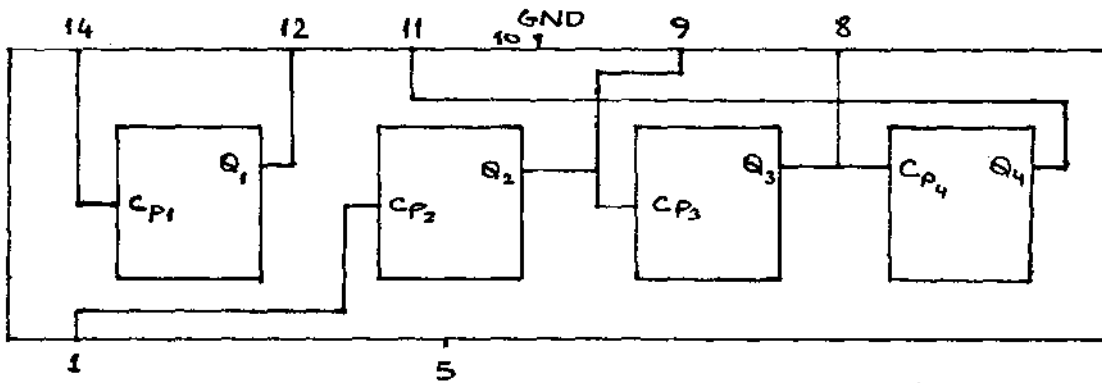 14 12 11 GND 9 8
10
Q₁ Q₂ Q₃ Cp₄ Q₄
Cp₁ Cp₂ Cp₃
1 5